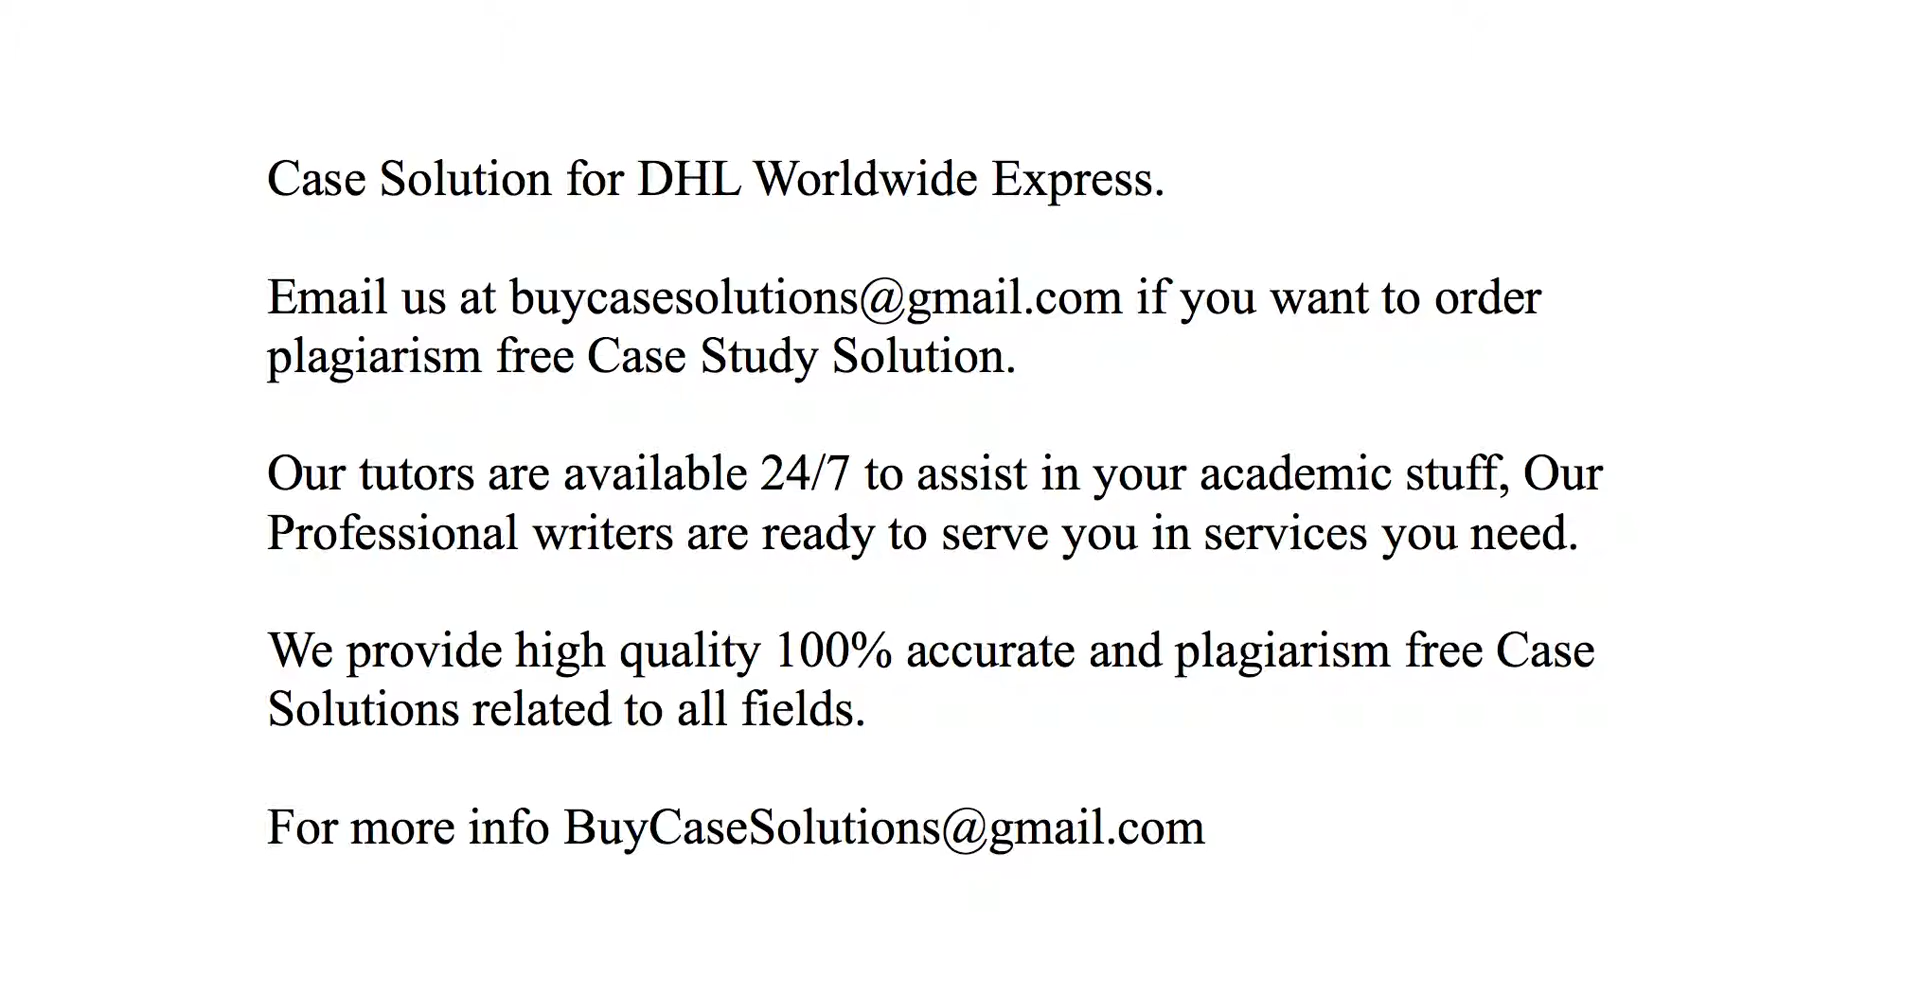 Case Solution for DHL Worldwide Express.
Email us at buycasesolutions@gmail.com if you want to order
plagiarism free Case Study Solution.
Our tutors are available 24/7 to assist in your academic stuff, Our
Professional writers are ready to serve you in services you need.
We provide high quality 100% accurate and plagiarism free Case
Solutions related to all fields.
For more info BuyCaseSolutions@gmail.com